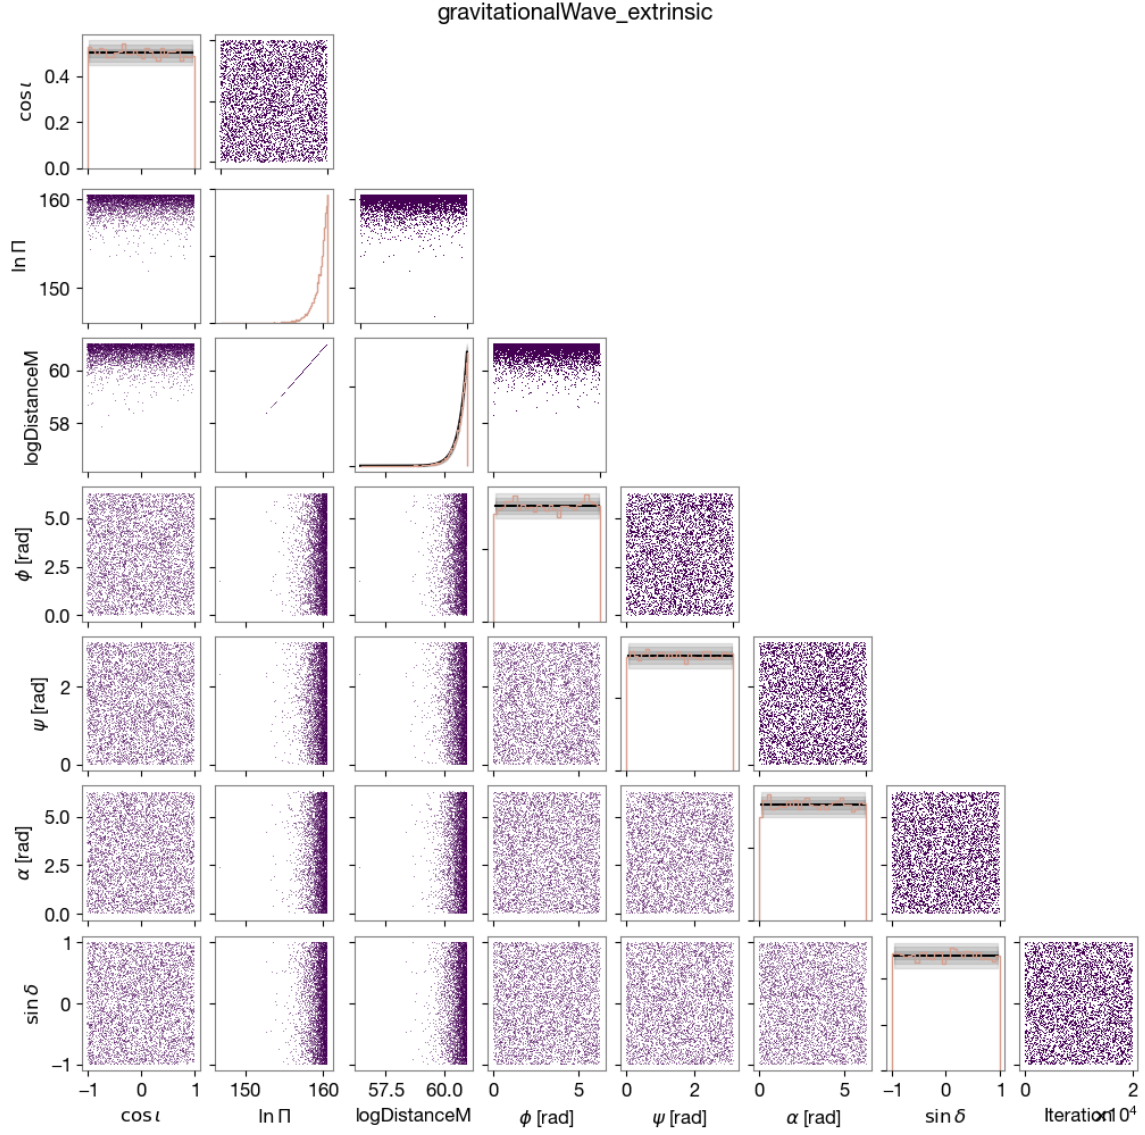 gravitationalWave_extrinsic
cos ι
0.4
0.2
0.0
ln Π
160
150
logDistanceM
60
58
ϕ [rad]
5.0
2.5
0.0
ψ [rad]
2
0
α [rad]
5.0
2.5
0.0
sin δ
1
0
−1
−1 0 1 150 160 57.5 60.0 0 5 0 2 0 5 −1 0 1 0 2
cos ι ln Π logDistanceM ϕ [rad] ψ [rad] α [rad] sin δ Iteration ×10⁴